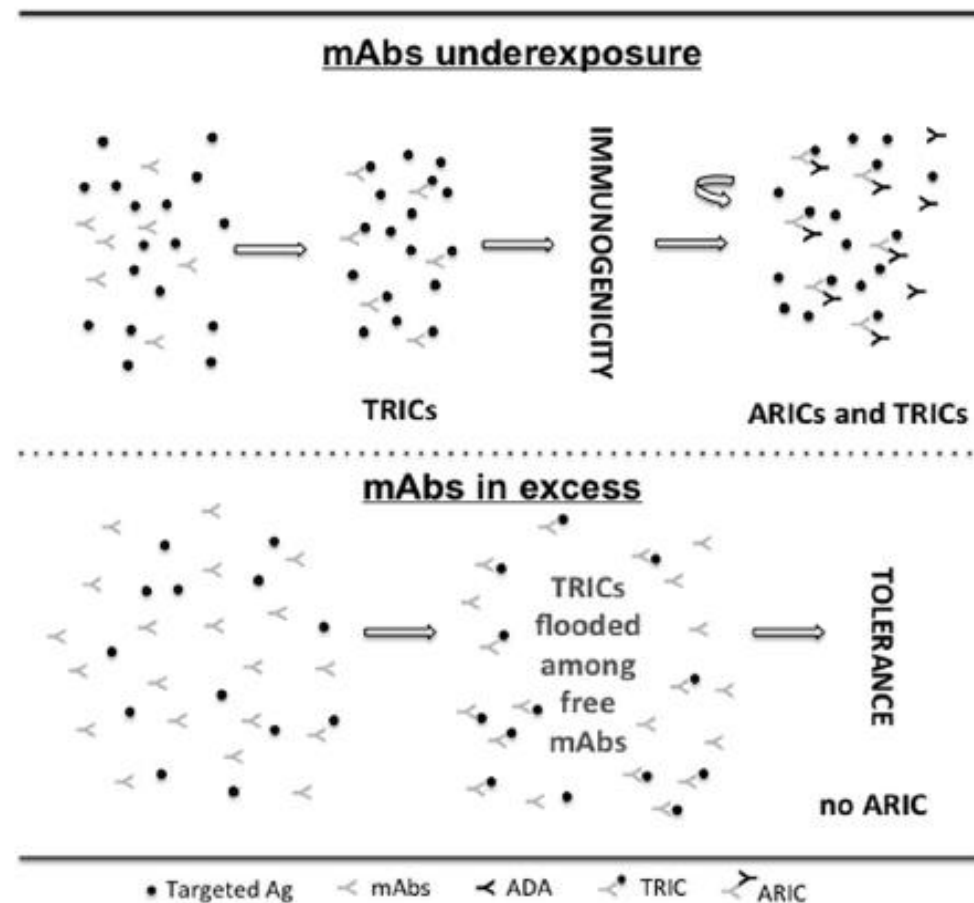 mAbs underexposure
IMMUNOGENICITY
TRICs
ARICs and TRICs
mAbs in excess
TRICs
flooded
among
free
mAbs
TOLERANCE
no ARIC
Targeted Ag mAbs ADA TRIC ARIC